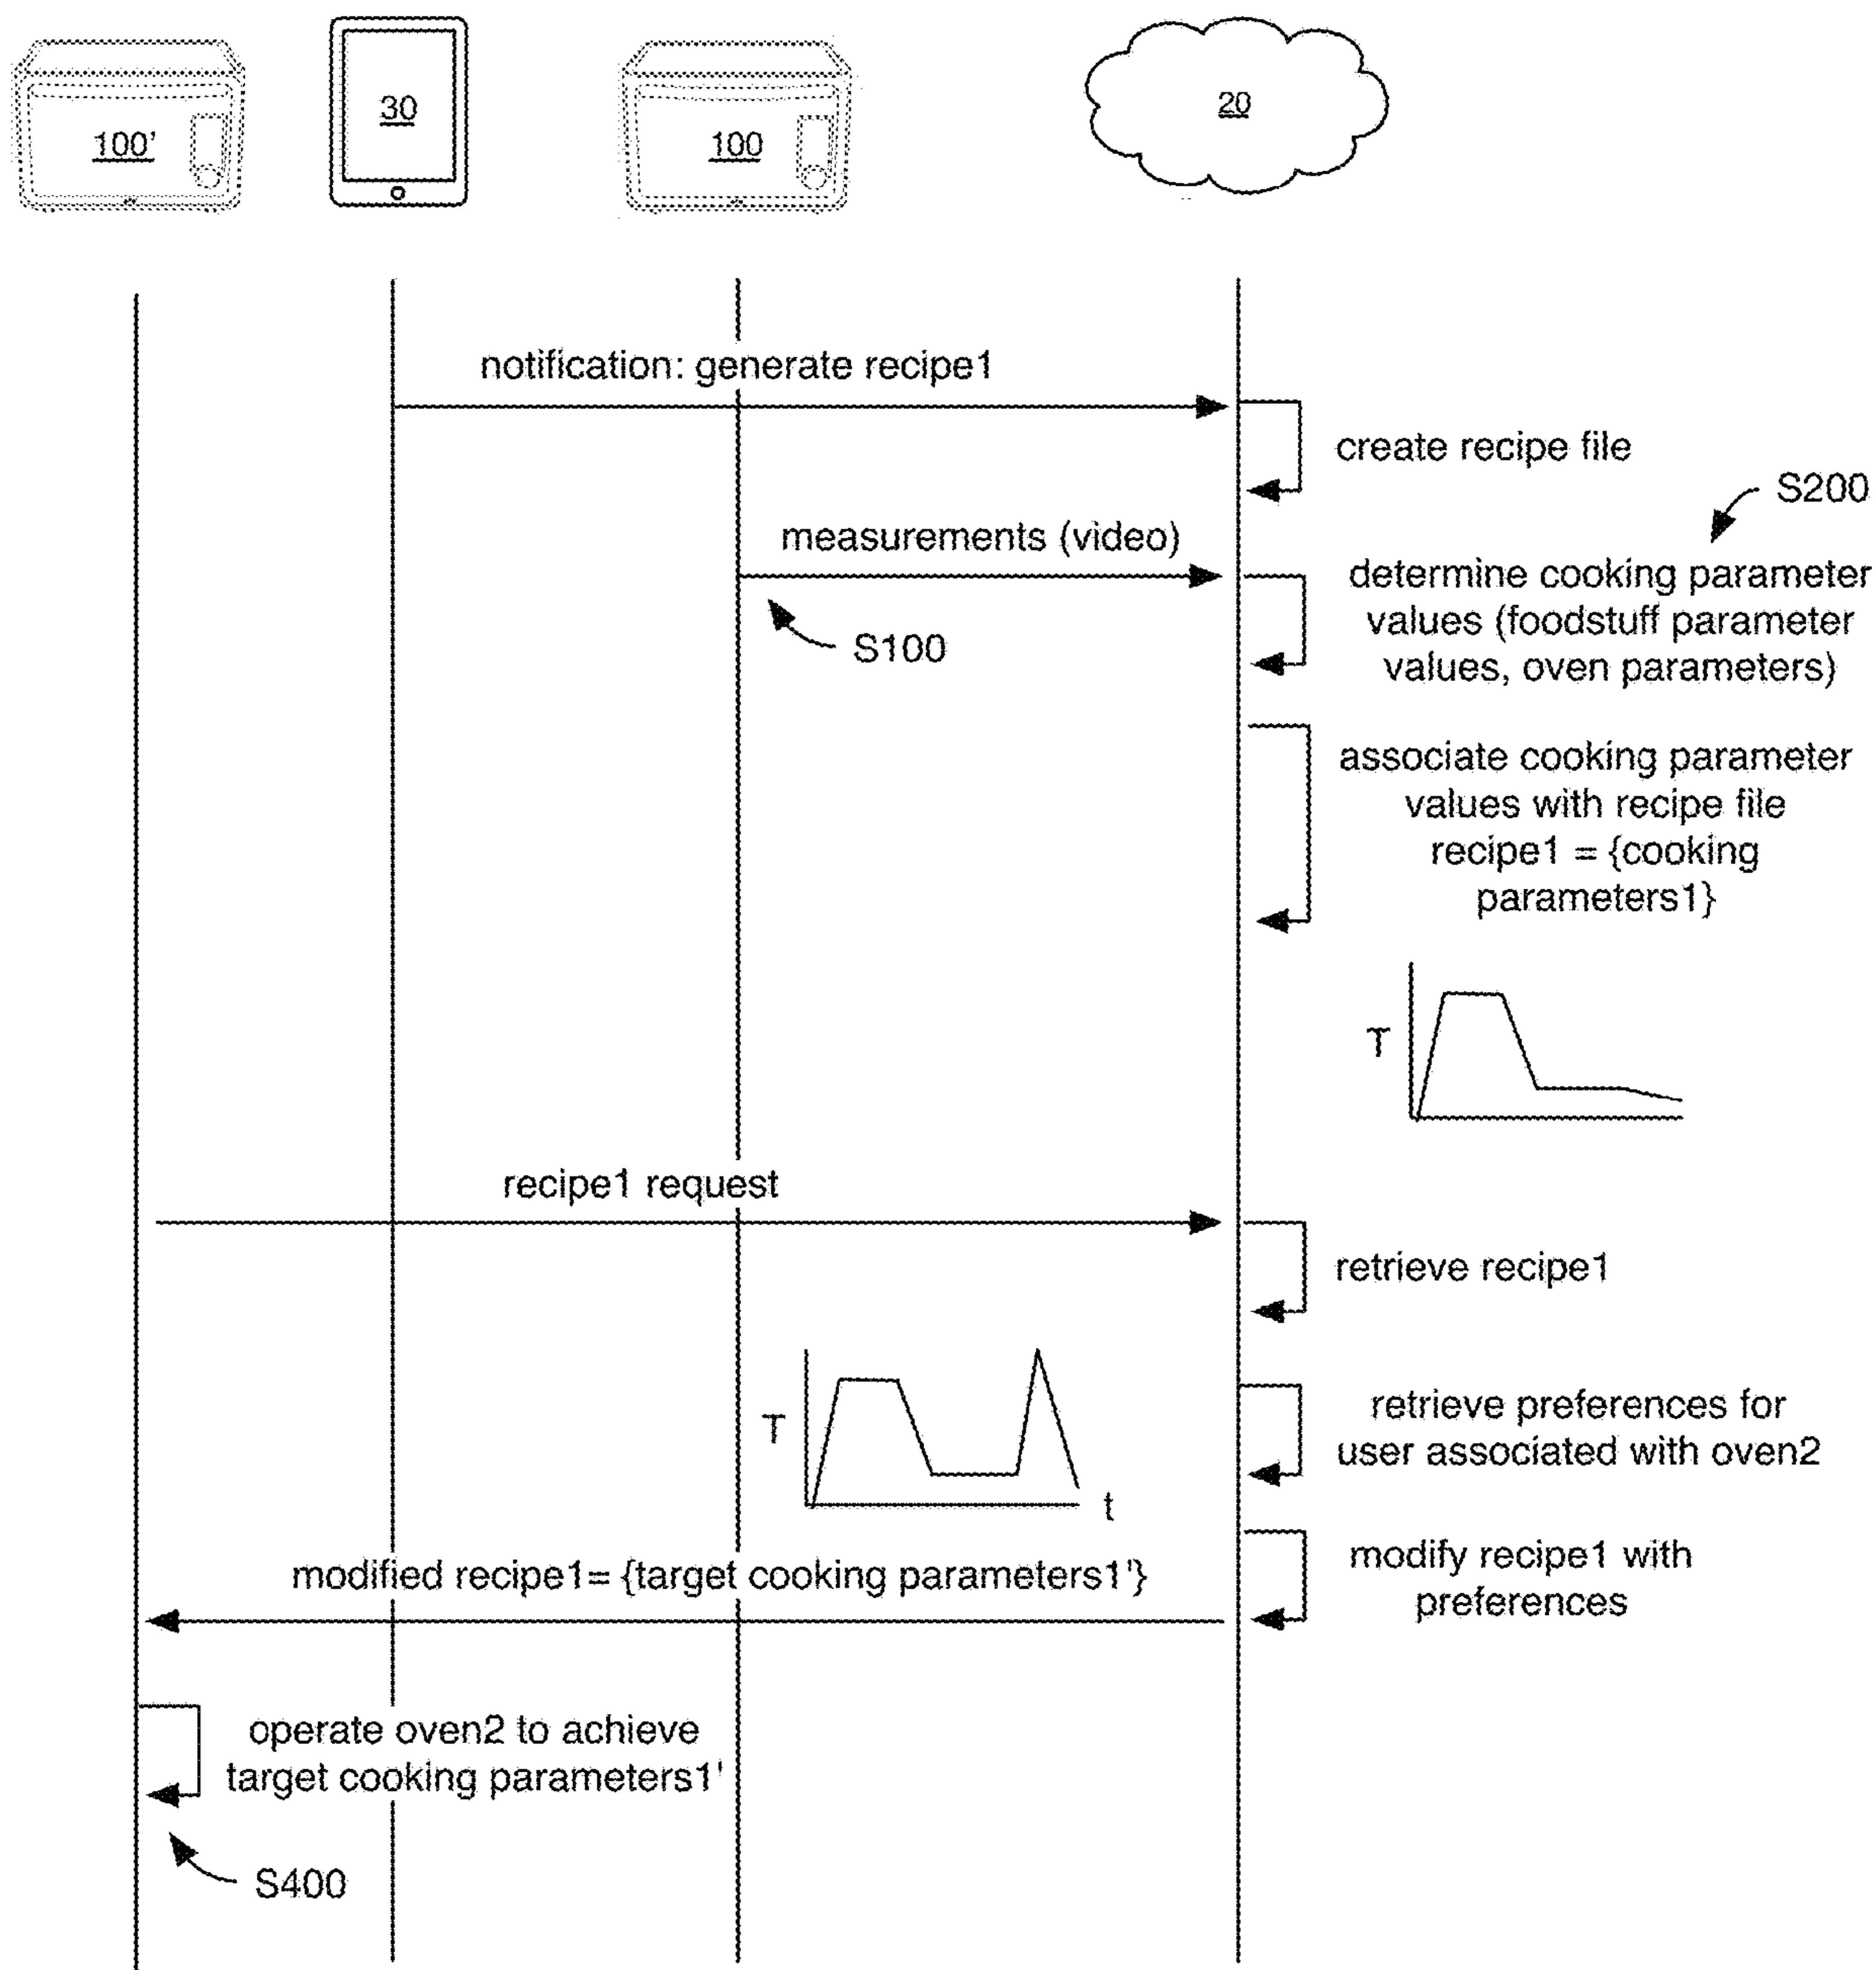 100'
30
100
20
notification: generate recipe1
create recipe file
S200
measurements (video)
determine cooking parameter
values (foodstuff parameter
values, oven parameters)
S100
associate cooking parameter
values with recipe file
recipe1 = {cooking
parameters1}
T
recipe1 request
retrieve recipe1
T
t
retrieve preferences for
user associated with oven2
modified recipe1= {target cooking parameters1'}
modify recipe1 with
preferences
operate oven2 to achieve
target cooking parameters1'
S400